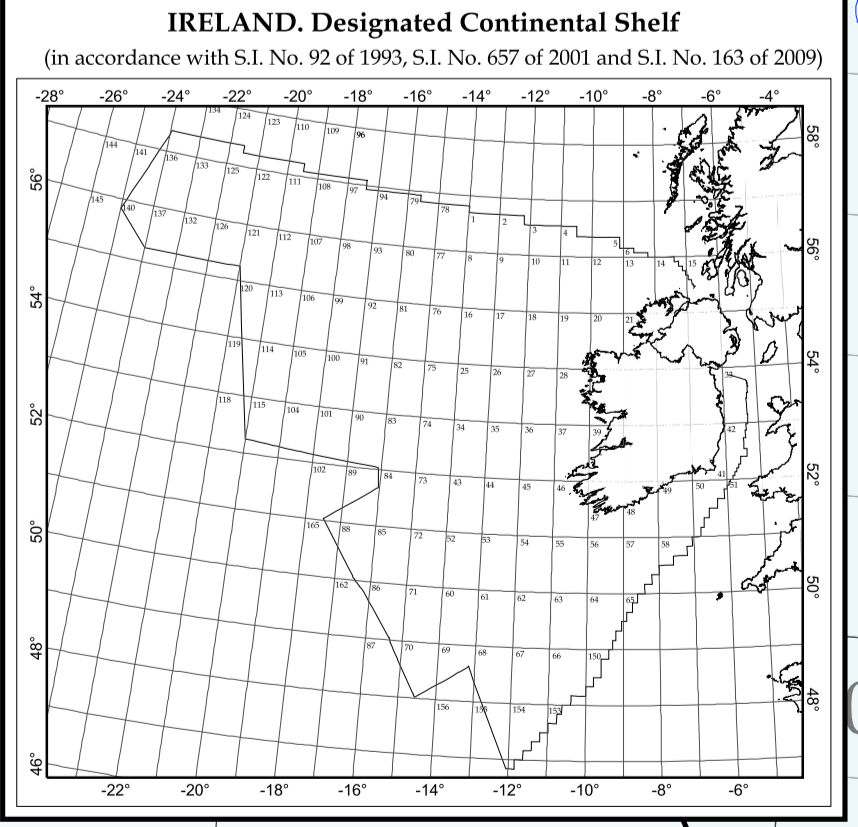 IRELAND. Designated Continental Shelf
(in accordance with S.I. No. 92 of 1993, S.I. No. 657 of 2001 and S.I. No. 163 of 2009)
-28° -26° -24° -22° -20° -18° -16° -14° -12° -10° -8° -6° -4°
134 124 123 110 109 96
58°
144 141 136 133 125 122 111 108 97 94 79 78 1 2 3 4 5 6
56°
145 140 137 132 126 121 112 107 98 93 80 77 8 9 10 11 12 13 14 15
56°
54°
120 113 106 99 92 81 76 16 17 18 19 20 21
119 114 105 100 91 82 75 25 26 27 28 33
54°
52°
118 115 104 101 90 83 74 34 35 36 37 39 42
102 89 84 73 43 44 45 46 47 48 49 50 41 51
52°
50°
165 88 85 72 52 53 54 55 56 57 58
162 86 71 60 61 62 63 64 65
50°
48°
87 70 69 68 67 66 150
156 155 154 153
48°
46°
-22° -20° -18° -16° -14° -12° -10° -8° -6°